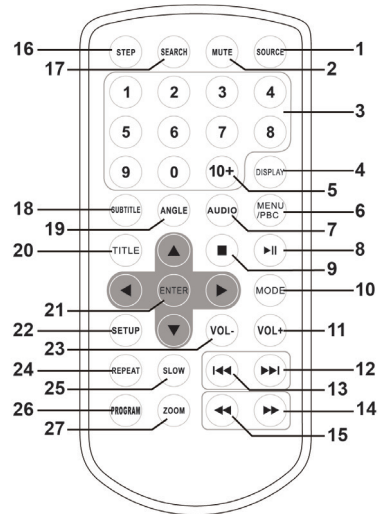 16 STEP SEARCH MUTE SOURCE 1
17 2
1 2 3 4
3
5 6 7 8
9 0 10+ DISPLAY 4
5
18 SUBTITLE ANGLE AUDIO MENU /PBC 6
19 7
20 TITLE 8
9
ENTER MODE 10
21
22 SETUP VOL- VOL+ 11
23
24 REPEAT SLOW 12
25 13
26 PROGRAM ZOOM 14
27 15